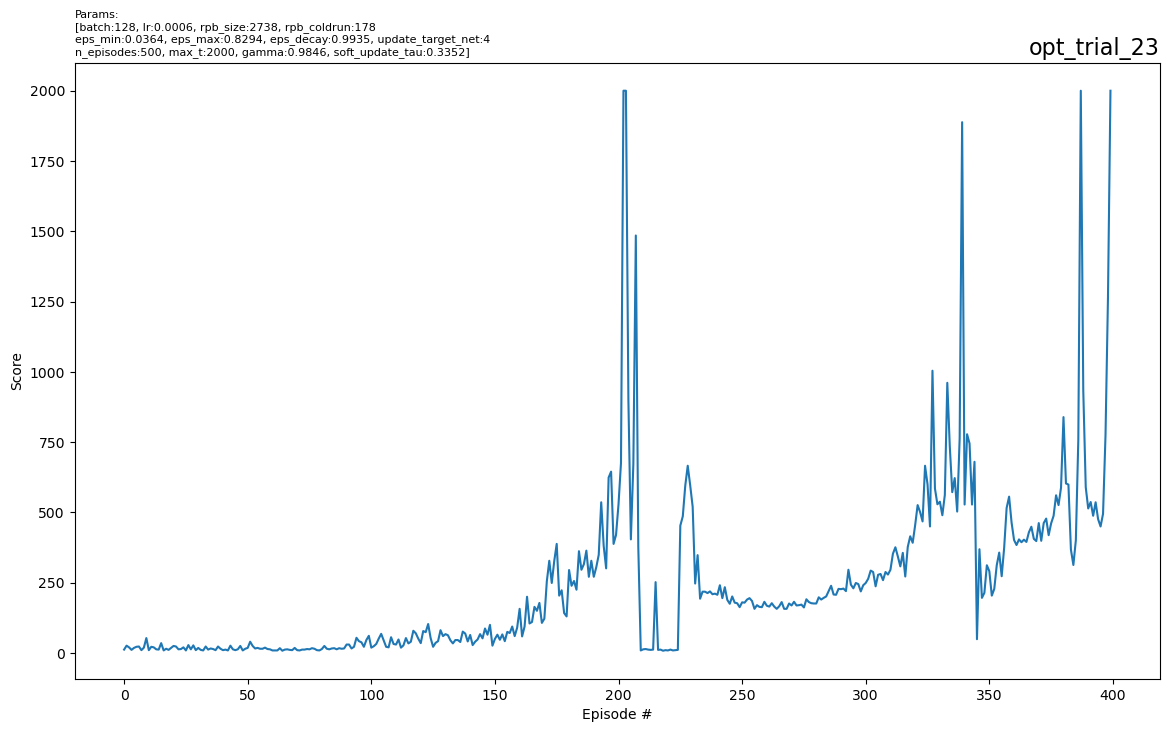 Params:
[batch:128, lr:0.0006, rpb_size:2738, rpb_coldrun:178
eps_min:0.0364, eps_max:0.8294, eps_decay:0.9935, update_target_net:4
n_episodes:500, max_t:2000, gamma:0.9846, soft_update_tau:0.3352]
opt_trial_23
2000
1750
1500
1250
1000
750
500
250
0
Score
0 50 100 150 200 250 300 350 400
Episode #